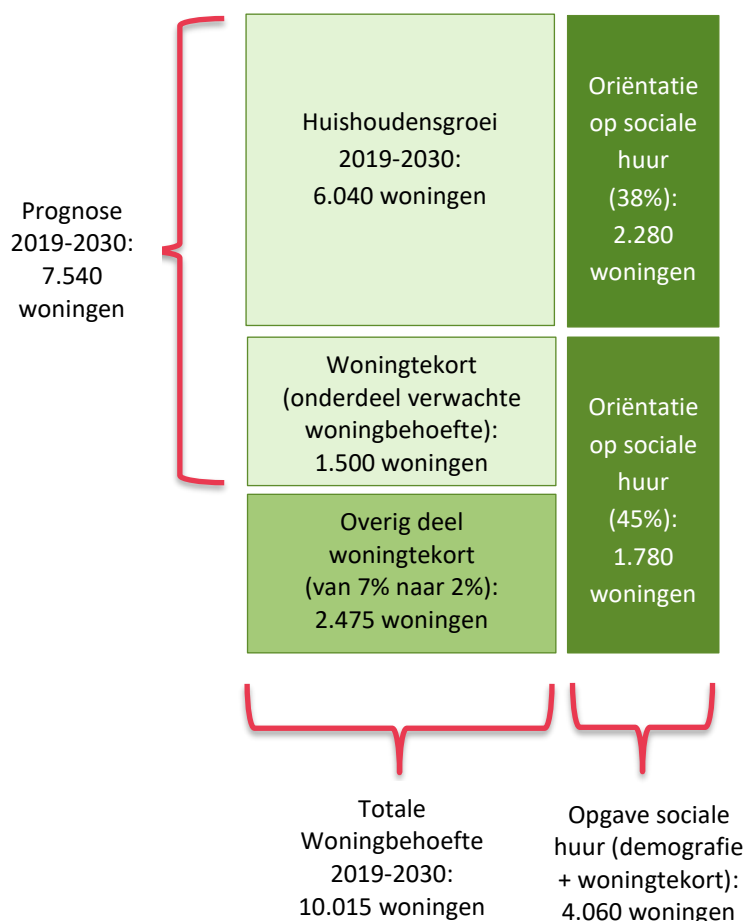 Prognose
2019-2030:
7.540
woningen
Huishoudensgroei
2019-2030:
6.040 woningen
Oriëntatie
op sociale
huur
(38%):
2.280
woningen
Woningtekort
(onderdeel verwachte
woningbehoefte):
1.500 woningen
Overig deel
woningtekort
(van 7% naar 2%):
2.475 woningen
Oriëntatie
op sociale
huur
(45%):
1.780
woningen
Totale
Woningbehoefte
2019-2030:
10.015 woningen
Opgave sociale
huur (demografie
+ woningtekort):
4.060 woningen